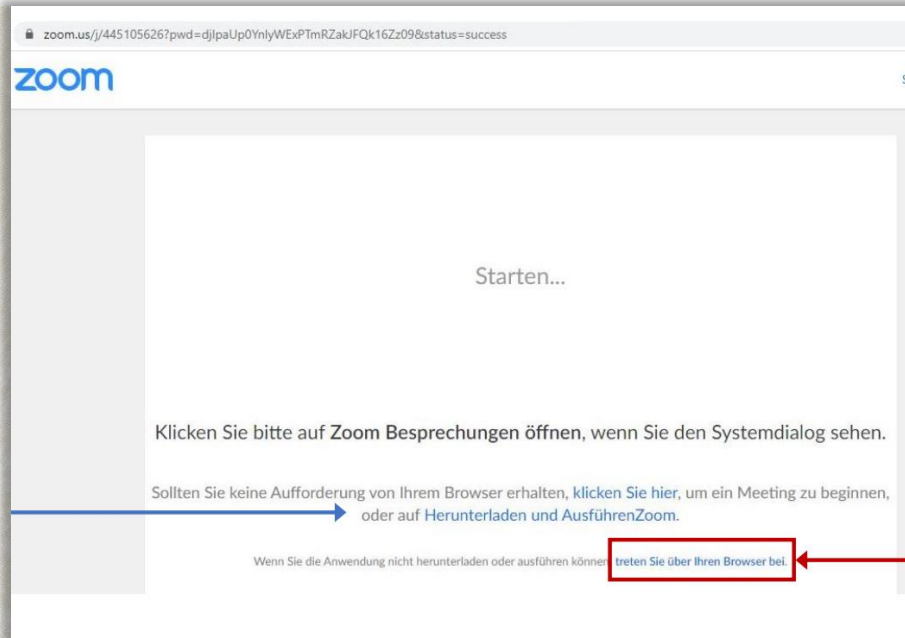 zoom.us/j/445105626?pwd=djlpaUp0YnlyWExPTmRZakJFQk16Zz09&status=success
zoom
Starten...
Klicken Sie bitte auf Zoom Besprechungen öffnen, wenn Sie den Systemdialog sehen.
Sollten Sie keine Aufforderung von Ihrem Browser erhalten, klicken Sie hier, um ein Meeting zu beginnen,
oder auf Herunterladen und AusführenZoom.
Wenn Sie die Anwendung nicht herunterladen oder ausführen können treten Sie über Ihren Browser bei.